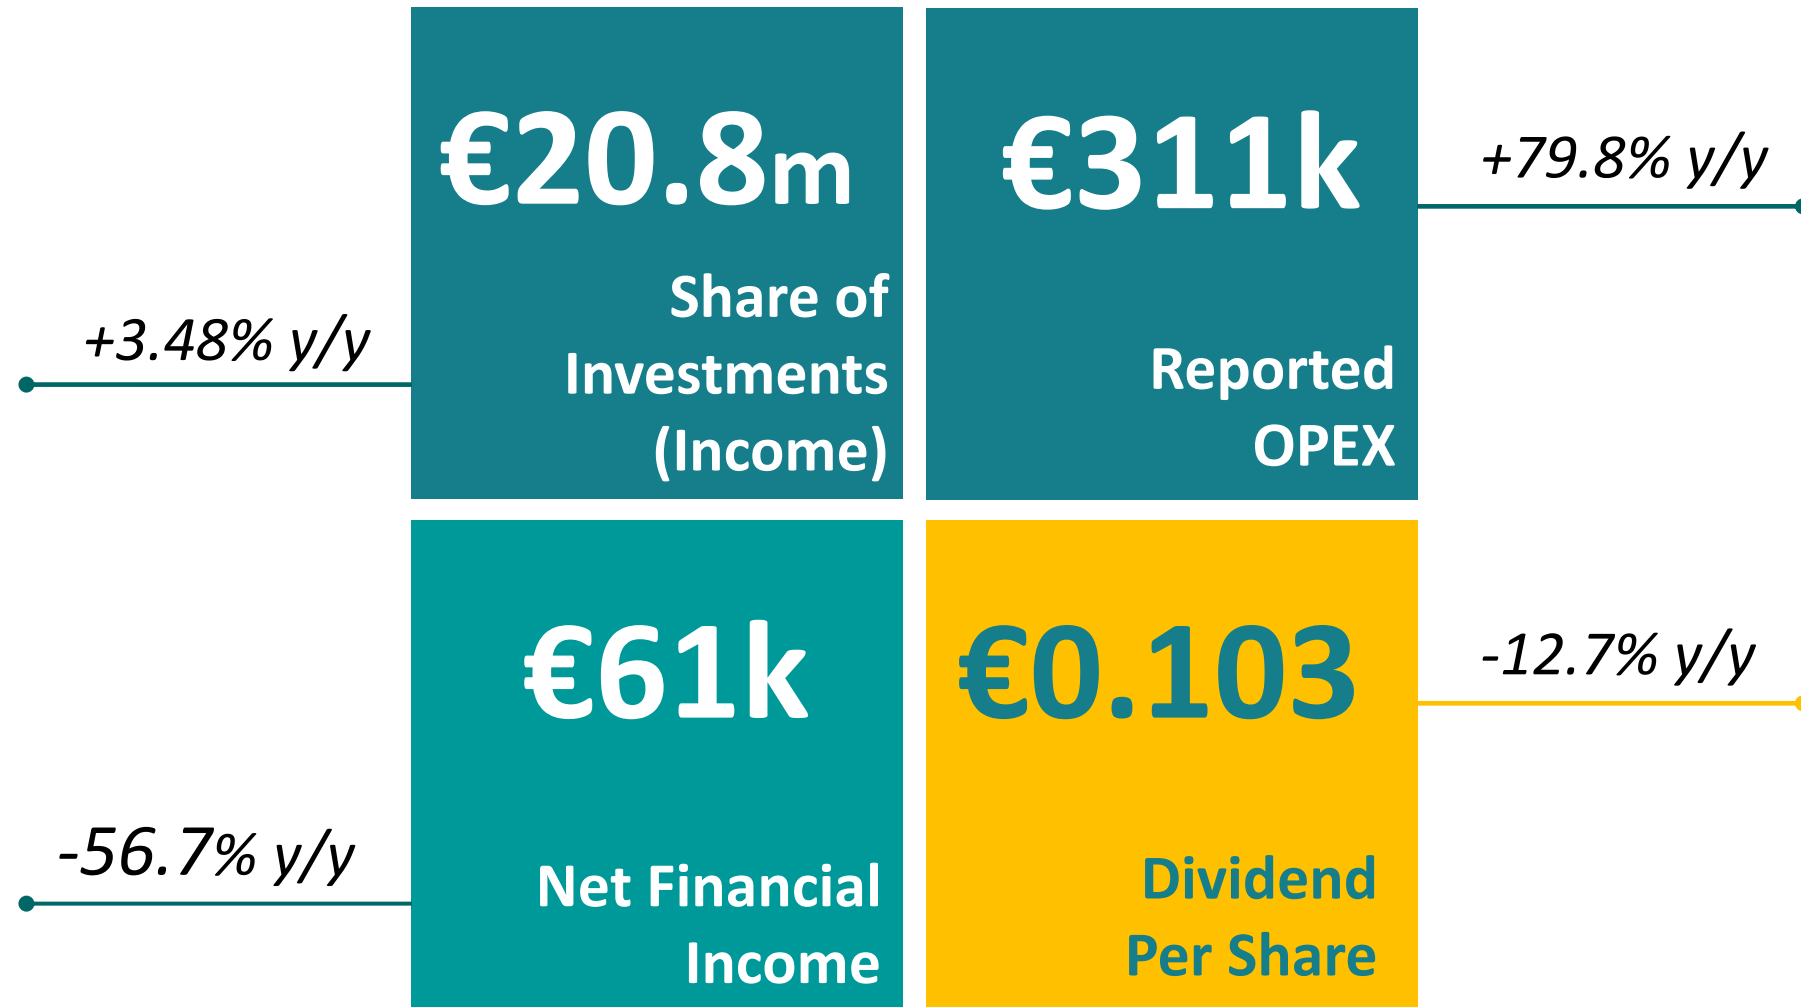 €20.8m
Share of
Investments
(Income)
+3.48% y/y
€311k
Reported
OPEX
+79.8% y/y
€61k
Net Financial
Income
-56.7% y/y
€0.103
Dividend
Per Share
-12.7% y/y